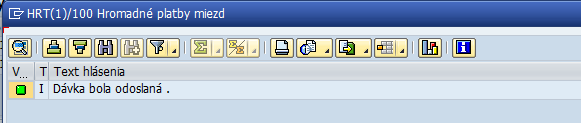 HRT(1)/100 Hromadné platby miezd
V... T Text hlásenia
I Dávka bola odoslaná .